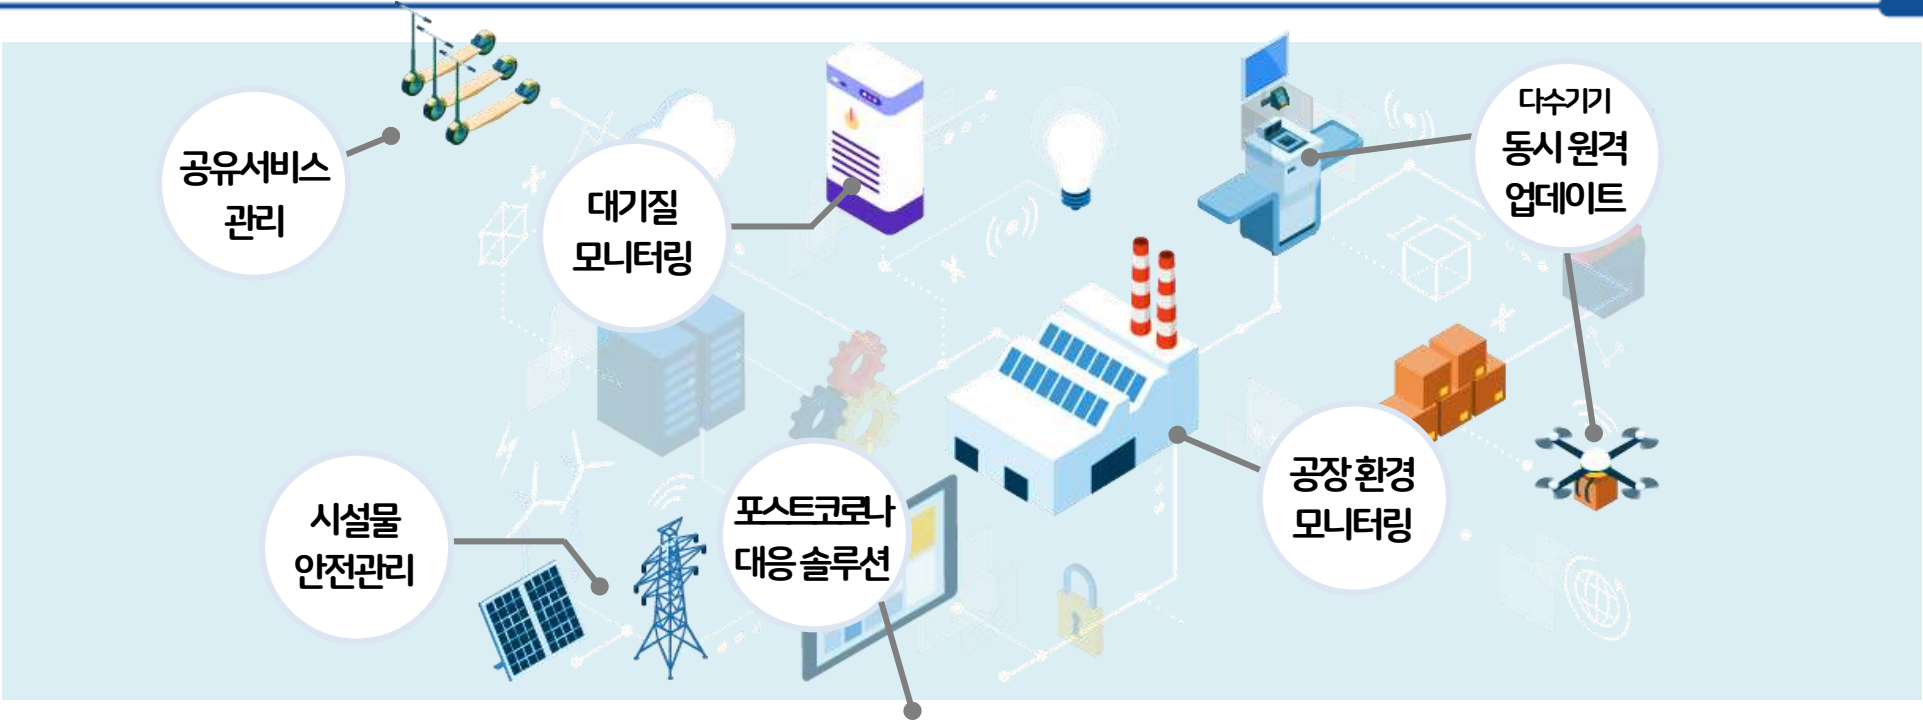 공유서비스
관리
대기질
모니터링
다수기기
동시 원격
업데이트
시설물
안전관리
포스트코로나
대응 솔루션
공장 환경
모니터링